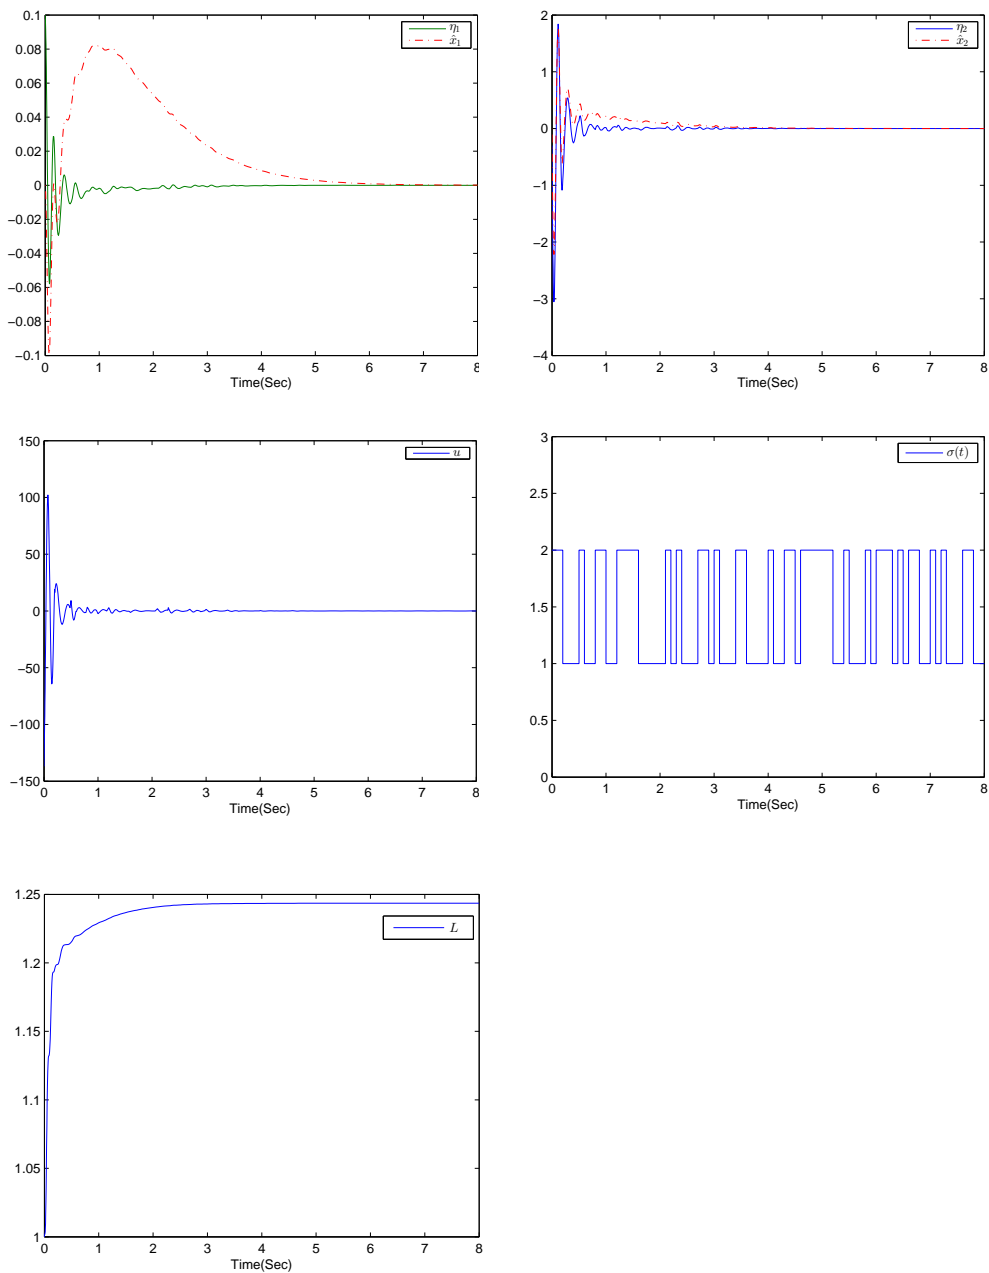 0.1
0.08
0.06
0.04
0.02
0
−0.02
−0.04
−0.06
−0.08
−0.1
0 1 2 3 4 5 6 7 8
Time(Sec)
η₁
x̂₁
2
1
0
−1
−2
−3
−4
0 1 2 3 4 5 6 7 8
Time(Sec)
η₂
x̂₂
150
100
50
0
−50
−100
−150
0 1 2 3 4 5 6 7 8
Time(Sec)
u
3
2.5
2
1.5
1
0.5
0
0 1 2 3 4 5 6 7 8
Time(Sec)
σ(t)
1.25
1.2
1.15
1.1
1.05
1
0 1 2 3 4 5 6 7 8
Time(Sec)
L